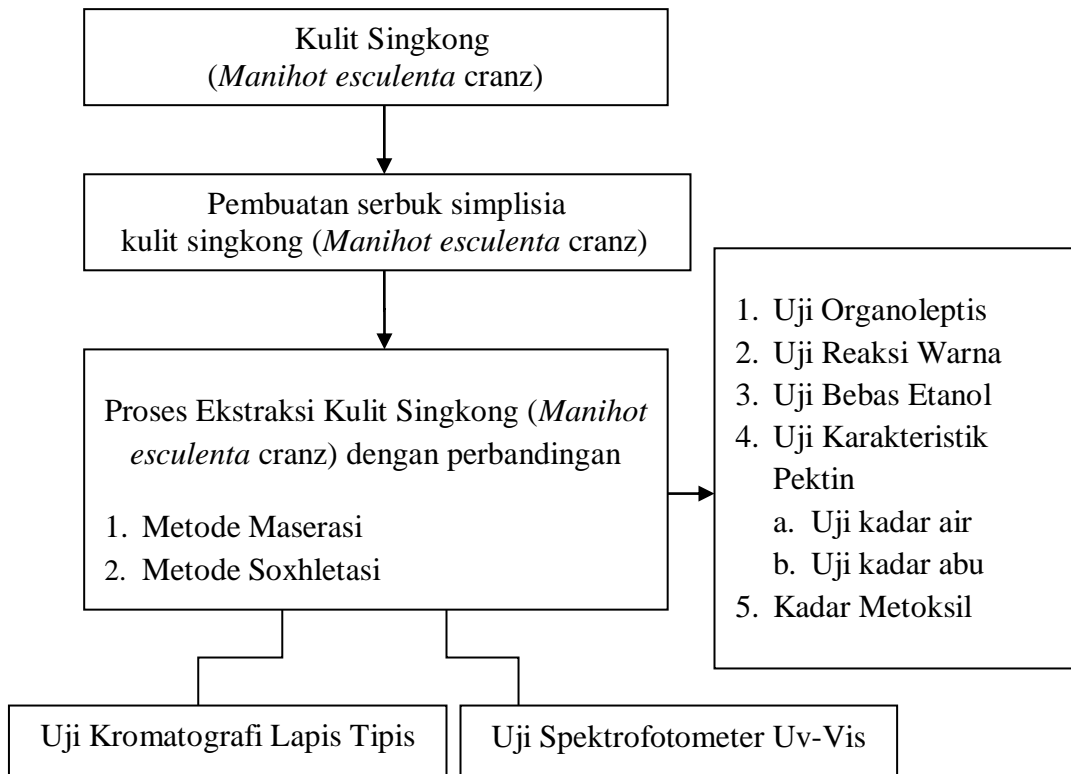 Kulit Singkong
(Manihot esculenta cranz)
Pembuatan serbuk simplisia
kulit singkong (Manihot esculenta cranz)
Proses Ekstraksi Kulit Singkong (Manihot
esculenta cranz) dengan perbandingan
1. Metode Maserasi
2. Metode Soxhletasi
1. Uji Organoleptis
2. Uji Reaksi Warna
3. Uji Bebas Etanol
4. Uji Karakteristik
Pektin
a. Uji kadar air
b. Uji kadar abu
5. Kadar Metoksil
Uji Kromatografi Lapis Tipis
Uji Spektrofotometer Uv-Vis